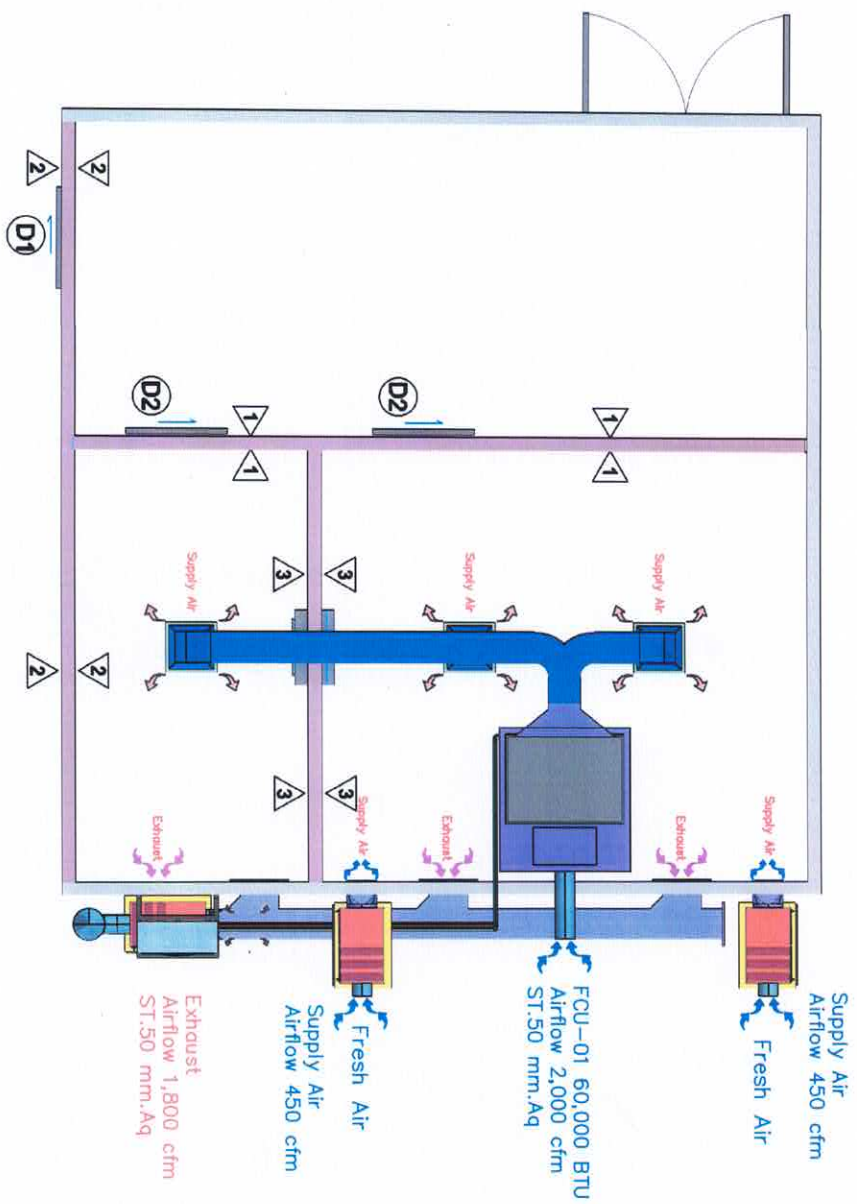 Supply Air
Airflow 450 cfm
Fresh Air
FCU-01 60,000 BTU
Airflow 2,000 cfm
ST.50 mm.Aq
Fresh Air
Supply Air
Airflow 450 cfm
Exhaust
Airflow 1,800 cfm
ST.50 mm.Aq
Supply Air
Exhaust
Supply Air
Exhaust
Supply Air
Supply Air
Supply Air
3
3
3
3
1
1
1
1
D2
D2
2
2
2
2
D1